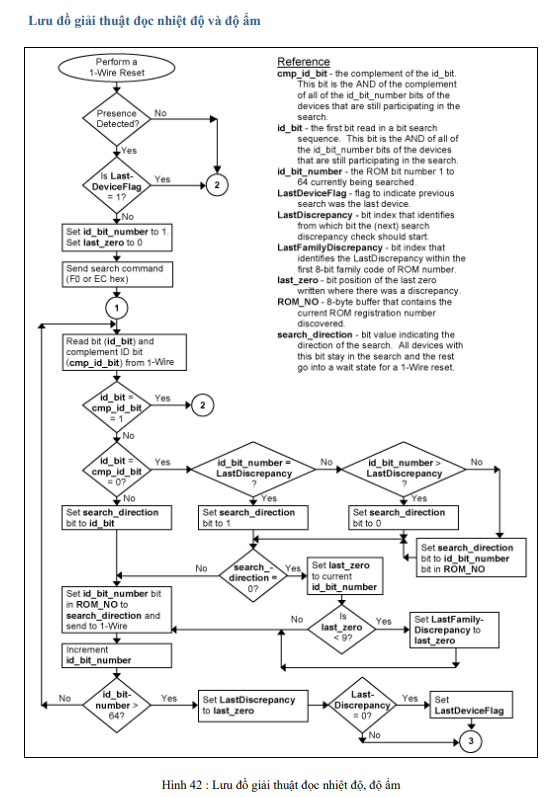 Lưu đồ giải thuật đọc nhiệt độ và độ ẩm
Perform a
1-Wire Reset
Presence
Detected?
No
Yes
Is Last-
DeviceFlag
= 1?
Yes
2
No
Set id_bit_number to 1.
Set last_zero to 0
Send search command
(F0 or EC hex)
1
Read bit (id_bit) and
complement ID bit
(cmp_id_bit) from 1-Wire
Reference
cmp_id_bit - the complement of the id_bit.
This bit is the AND of the complement
of all of the id_bit_number bits of the
devices that are still participating in the
search.
id_bit - the first bit read in a bit search
sequence. This bit is the AND of all of
the id_bit_number bits of the devices
that are still participating in the search.
id_bit_number - the ROM bit number 1 to
64 currently being searched.
LastDeviceFlag - flag to indicate previous
search was the last device.
LastDiscrepancy - bit index that identifies
from which bit the (next) search
discrepancy check should start.
LastFamilyDiscrepancy - bit index that
identifies the LastDiscrepancy within the
first 8-bit family code of ROM number.
last_zero - bit position of the last zero
written where there was a discrepancy.
ROM_NO - 8-byte buffer that contains the
current ROM registration number
discovered.
search_direction - bit value indicating the
direction of the search. All devices with
this bit stay in the search and the rest
go into a wait state for a 1-Wire reset.
id_bit =
cmp_id_bit
= 1
Yes
2
No
id_bit =
cmp_id_bit
= 0?
Yes
id_bit_number =
LastDiscrepancy
?
No
id_bit_number >
LastDiscrepancy
?
No
No
Yes
Yes
Set search_direction
bit to id_bit
Set search_direction
bit to 1
Set search_direction
bit to 0
Set search_direction
bit to id_bit_number
bit in ROM_NO
No
search_-
direction =
0?
Yes
Set last_zero
to current
id_bit_number
Set id_bit_number bit
in ROM_NO to
search_direction and
send to 1-Wire
No
Is
last_zero
< 9?
Yes
Set LastFamily-
Discrepancy to
last_zero
Increment
id_bit_number
No
id_bit-
number >
64?
Yes
Set LastDiscrepancy
to last_zero
Last-
Discrepancy
= 0?
Yes
Set
LastDeviceFlag
No
3
Hình 42 : Lưu đồ giải thuật đọc nhiệt độ, độ ẩm